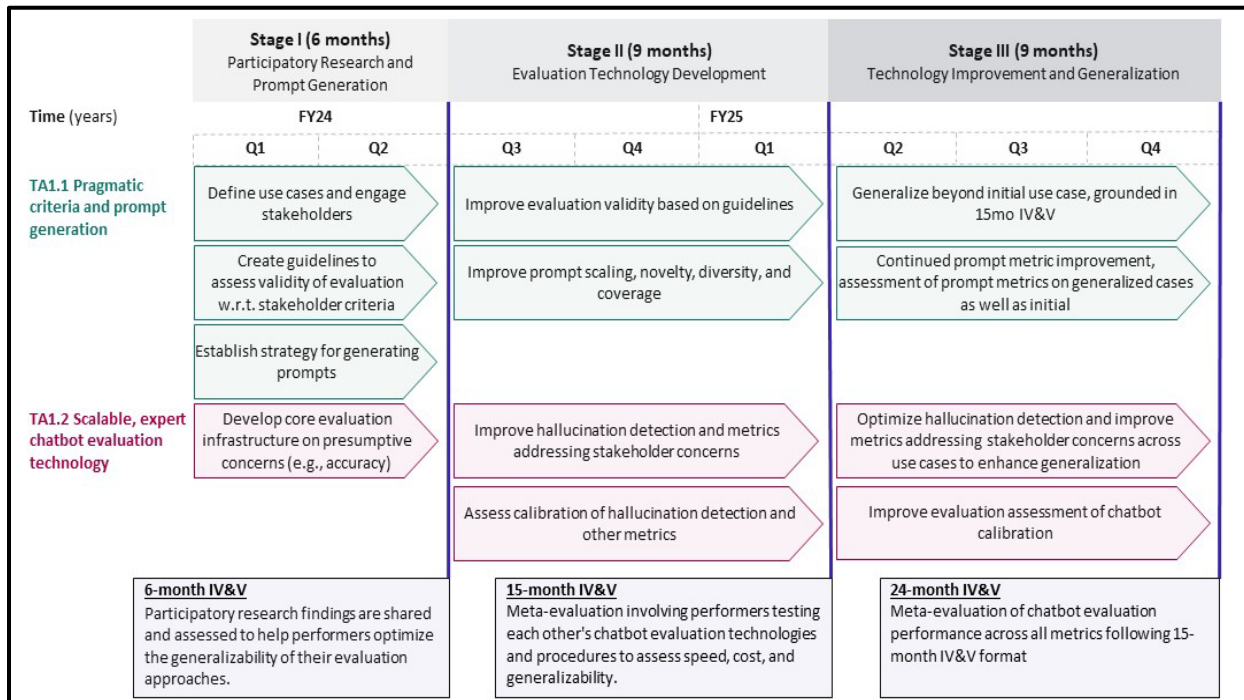 Stage I (6 months)
Participatory Research and
Prompt Generation
Stage II (9 months)
Evaluation Technology Development
Stage III (9 months)
Technology Improvement and Generalization
Time (years)
FY24
FY25
Q1
Q2
Q3
Q4
Q1
Q2
Q3
Q4
TA1.1 Pragmatic
criteria and prompt
generation
Define use cases and engage
stakeholders
Improve evaluation validity based on guidelines
Generalize beyond initial use case, grounded in
15mo IV&V
Create guidelines to
assess validity of evaluation
w.r.t. stakeholder criteria
Improve prompt scaling, novelty, diversity, and
coverage
Continued prompt metric improvement,
assessment of prompt metrics on generalized cases
as well as initial
Establish strategy for generating
prompts
TA1.2 Scalable, expert
chatbot evaluation
technology
Develop core evaluation
infrastructure on presumptive
concerns (e.g., accuracy)
Improve hallucination detection and metrics
addressing stakeholder concerns
Optimize hallucination detection and improve
metrics addressing stakeholder concerns across
use cases to enhance generalization
Assess calibration of hallucination detection and
other metrics
Improve evaluation assessment of chatbot
calibration
6-month IV&V
Participatory research findings are shared
and assessed to help performers optimize
the generalizability of their evaluation
approaches.
15-month IV&V
Meta-evaluation involving performers testing
each other's chatbot evaluation technologies
and procedures to assess speed, cost, and
generalizability.
24-month IV&V
Meta-evaluation of chatbot evaluation
performance across all metrics following 15-
month IV&V format